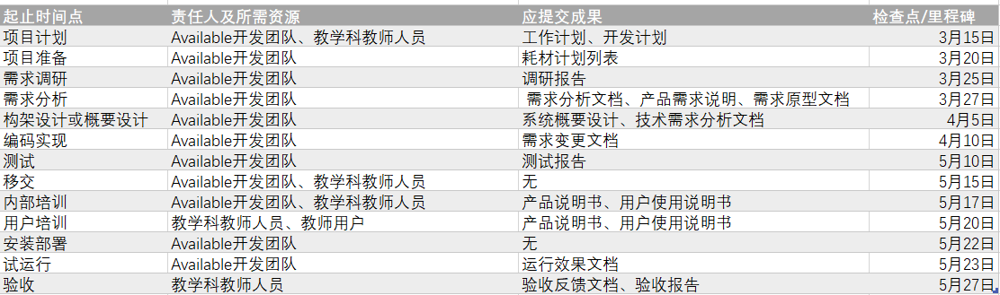 起止时间点 责任人及所需资源 应提交成果 检查点/里程碑
项目计划 Available开发团队、教学科教师人员 工作计划、开发计划 3月15日
项目准备 Available开发团队 耗材计划列表 3月20日
需求调研 Available开发团队 调研报告 3月25日
需求分析 Available开发团队 需求分析文档、产品需求说明、需求原型文档 3月27日
构架设计或概要设计 Available开发团队 系统概要设计、技术需求分析文档 4月5日
编码实现 Available开发团队 需求变更文档 4月10日
测试 Available开发团队 测试报告 5月10日
移交 Available开发团队、教学科教师人员 无 5月15日
内部培训 Available开发团队、教学科教师人员 产品说明书、用户使用说明书 5月17日
用户培训 教学科教师人员、教师用户 产品说明书、用户使用说明书 5月20日
安装部署 Available开发团队 无 5月22日
试运行 Available开发团队 运行效果文档 5月23日
验收 教学科教师人员 验收反馈文档、验收报告 5月27日